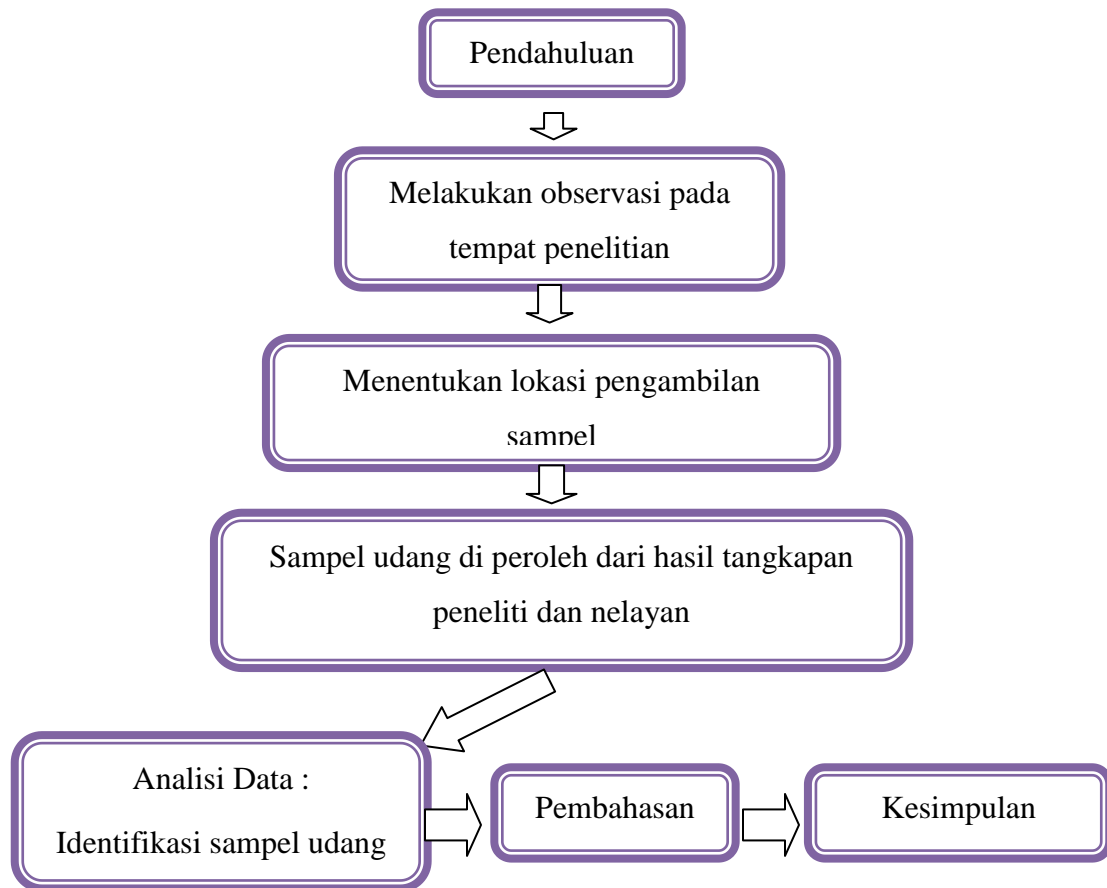 Pendahuluan
Melakukan observasi pada
tempat penelitian
Menentukan lokasi pengambilan
sampel
Sampel udang di peroleh dari hasil tangkapan
peneliti dan nelayan
Analisi Data :
Identifikasi sampel udang
Pembahasan
Kesimpulan